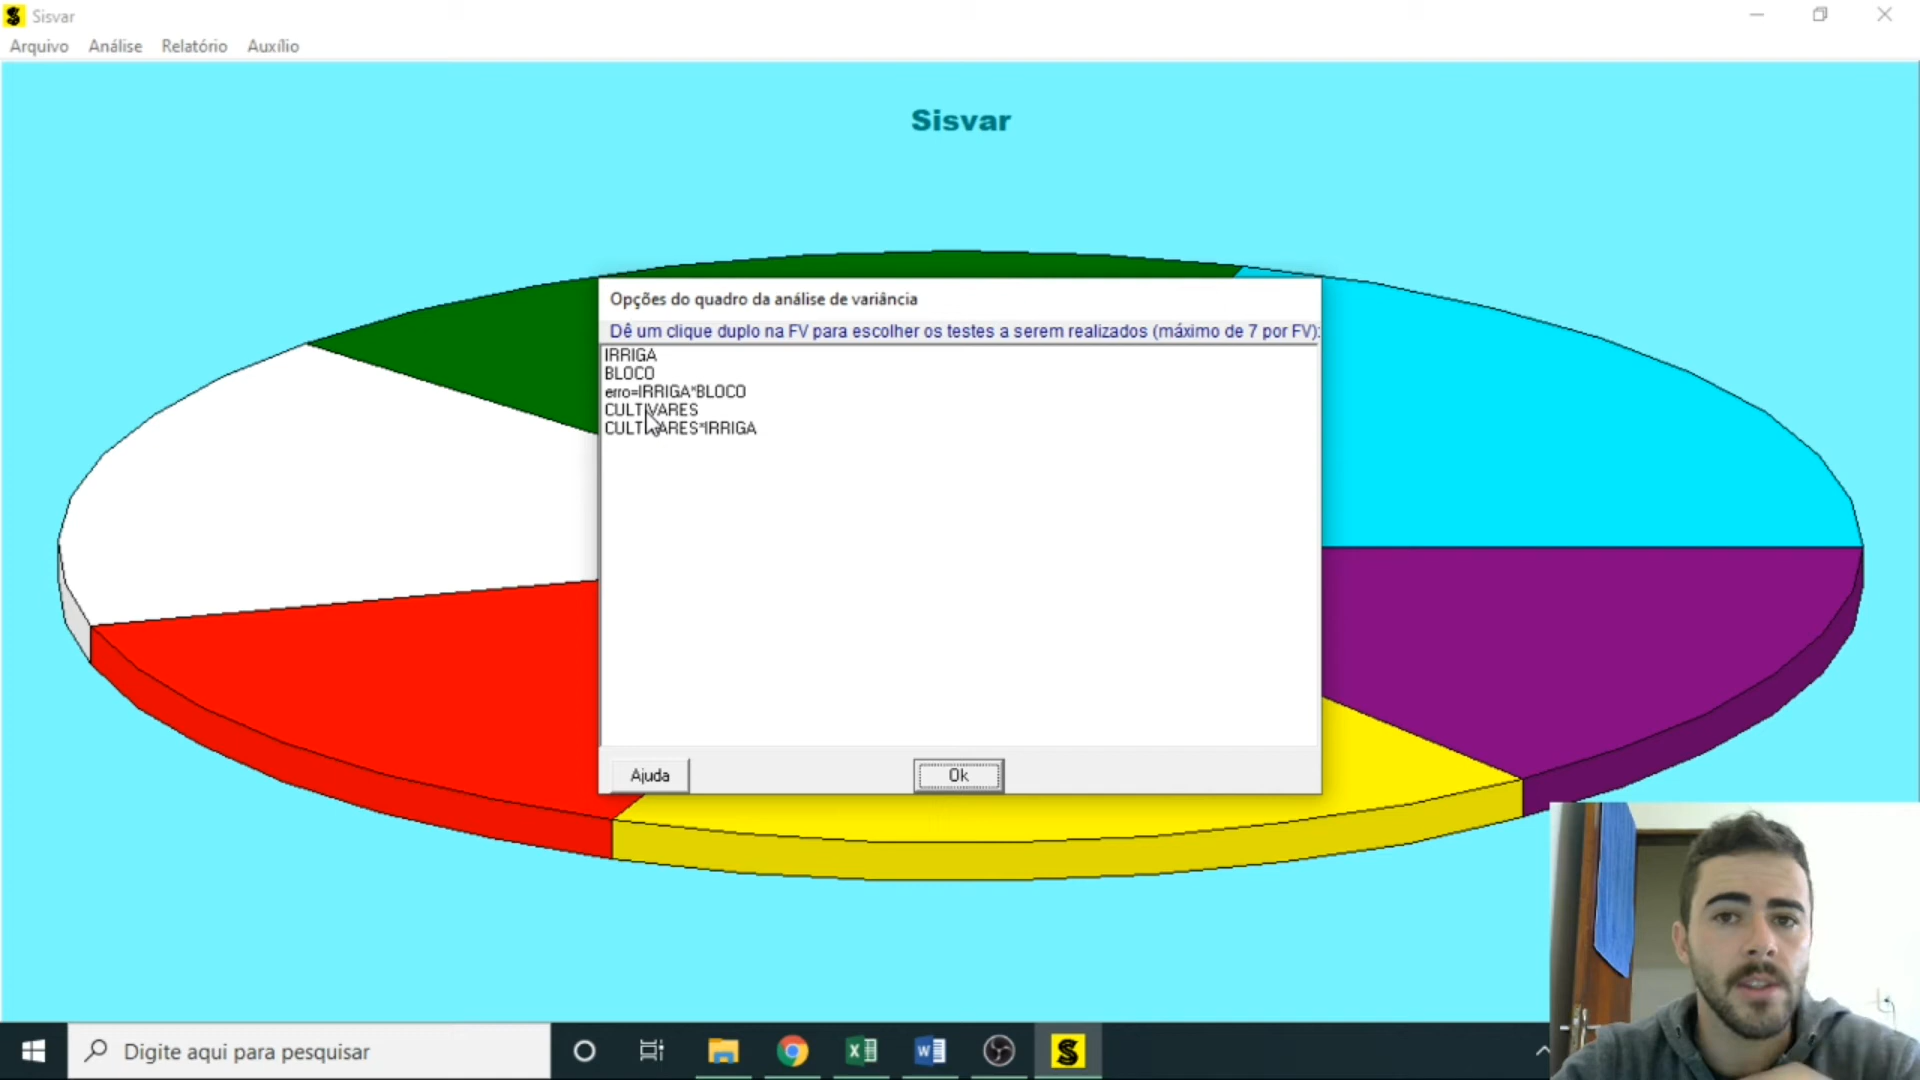 Sisvar
Arquivo Análise Relatório Auxílio
Sisvar
Opções do quadro da análise de variância
Dê um clique duplo na FV para escolher os testes a serem realizados (máximo de 7 por FV):
IRRIGA
BLOCO
erro=IRRIGA*BLOCO
CULTIVARES
CULTIVARES*IRRIGA
Ajuda Ok
Digite aqui para pesquisar